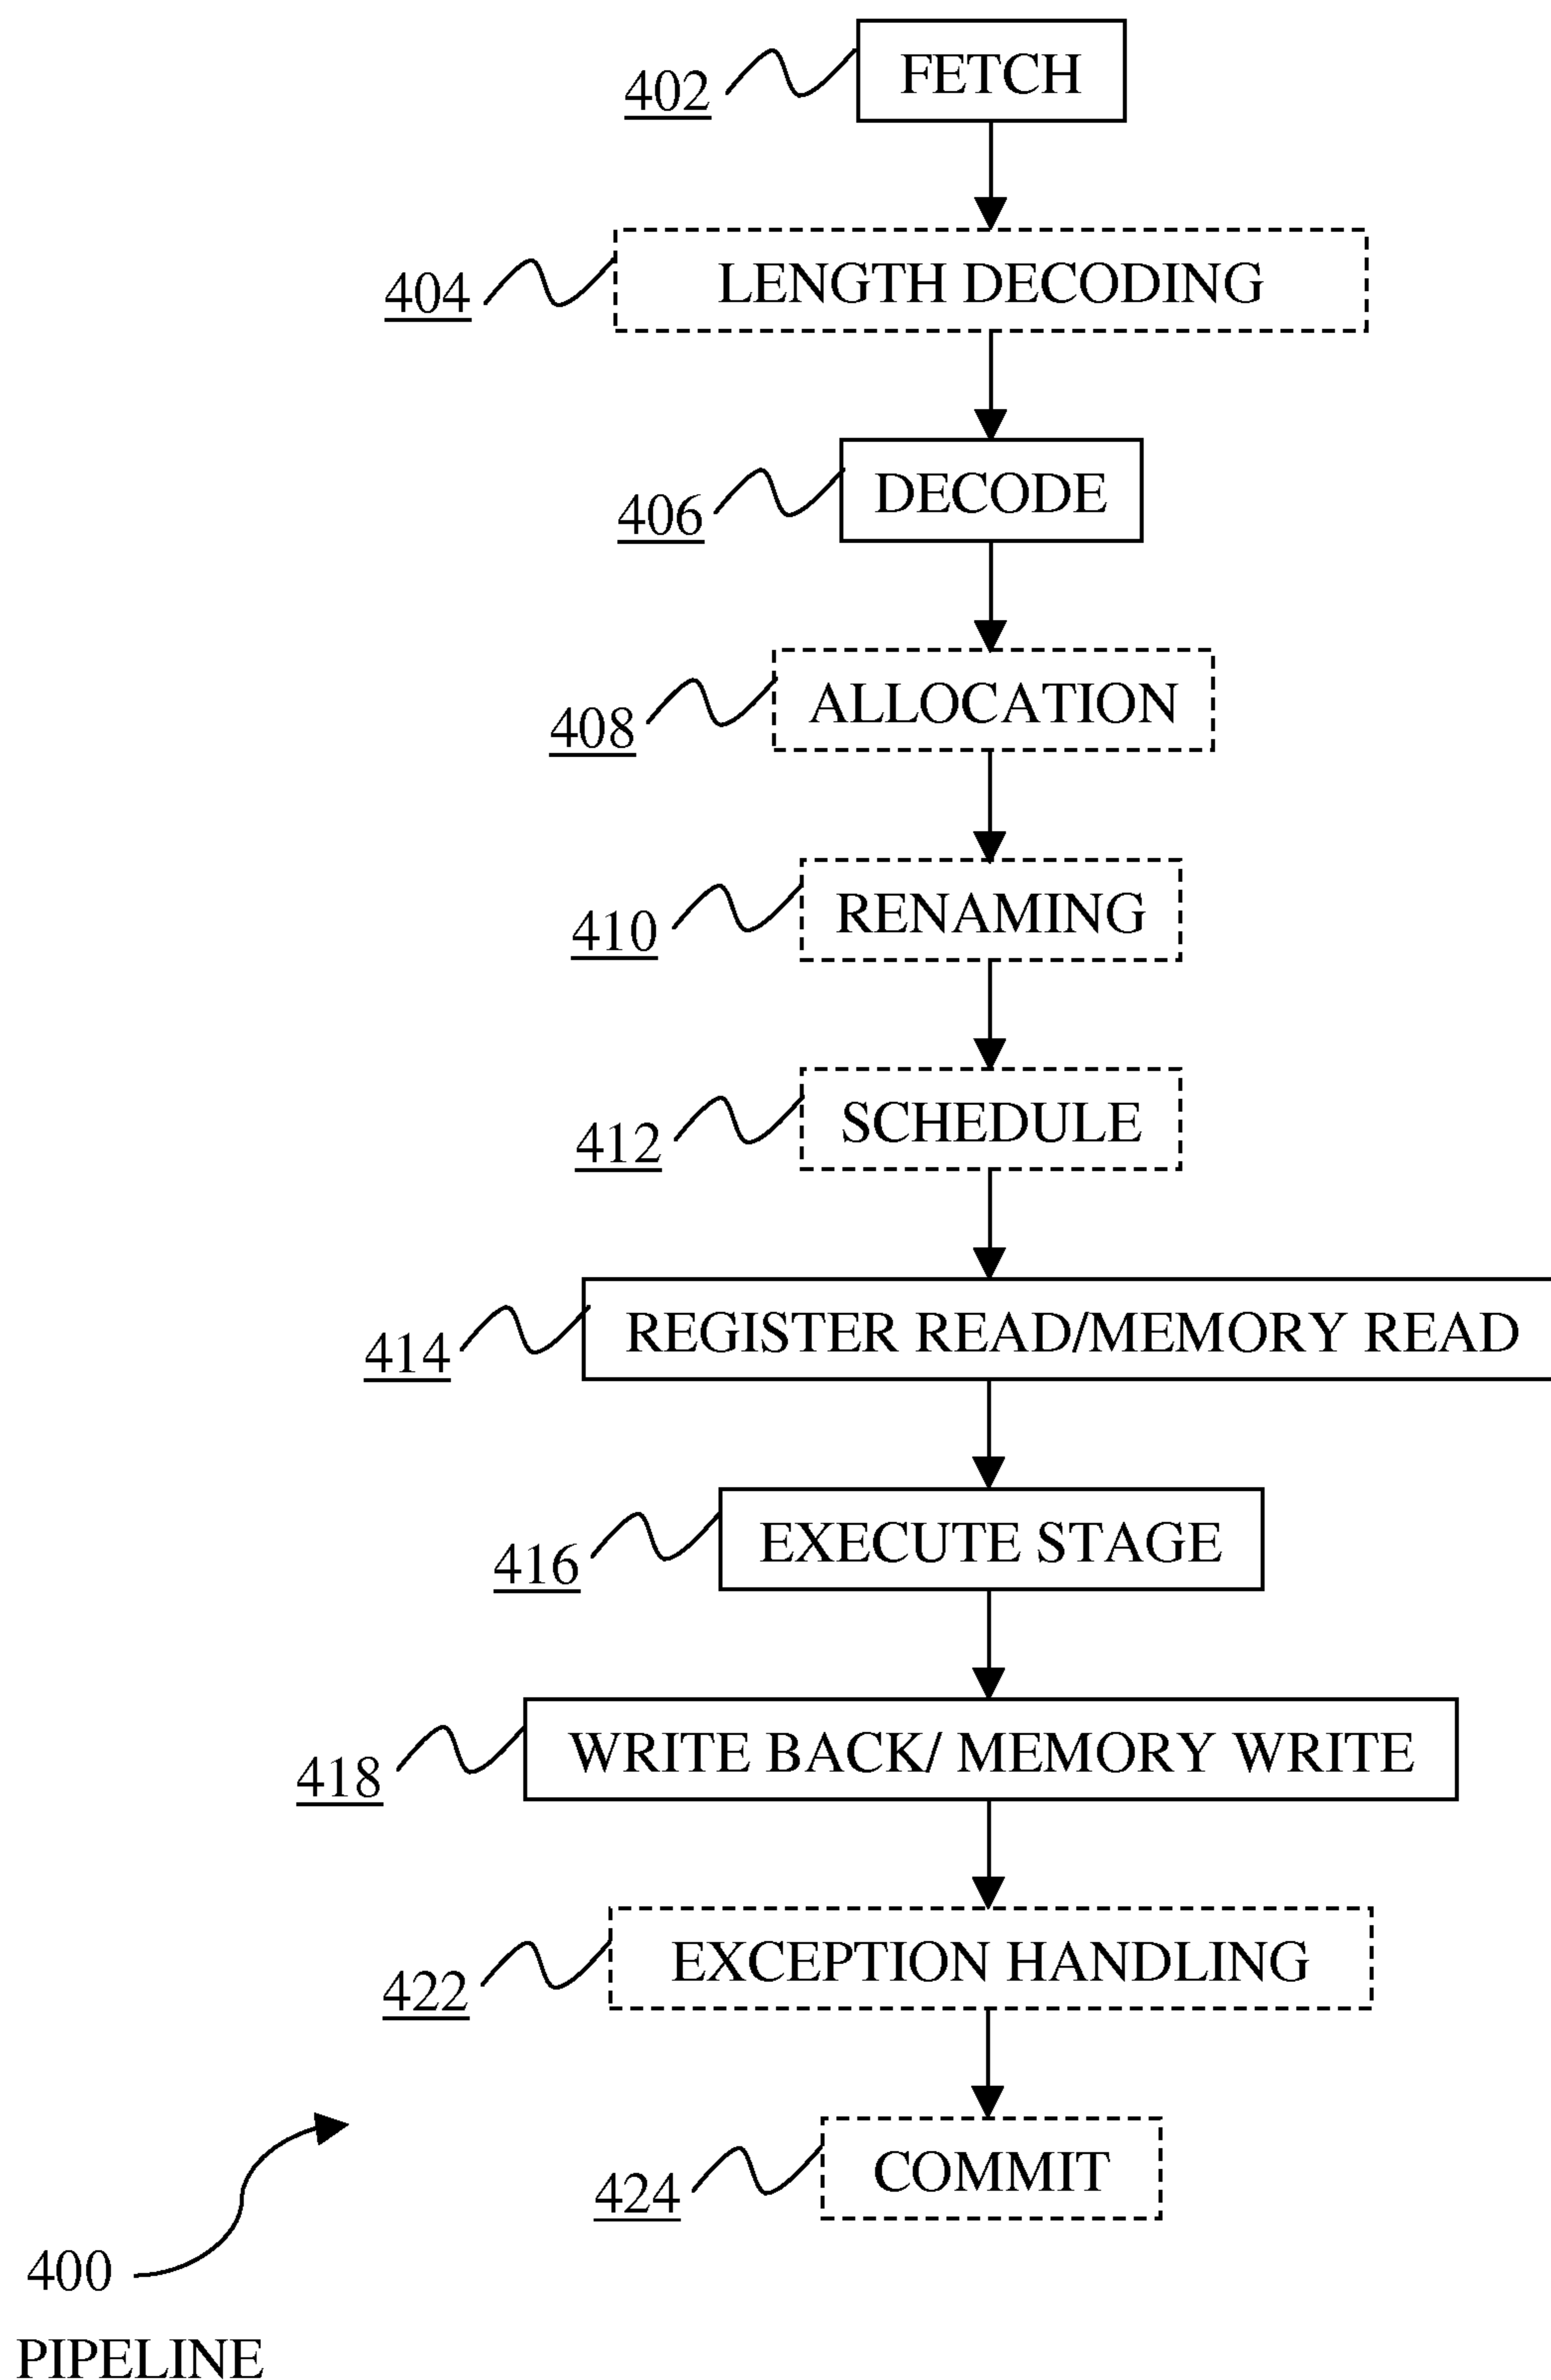 FETCH
402
LENGTH DECODING
404
DECODE
406
ALLOCATION
408
RENAMING
410
SCHEDULE
412
REGISTER READ/MEMORY READ
414
EXECUTE STAGE
416
WRITE BACK/ MEMORY WRITE
418
EXCEPTION HANDLING
422
COMMIT
424
400
PIPELINE